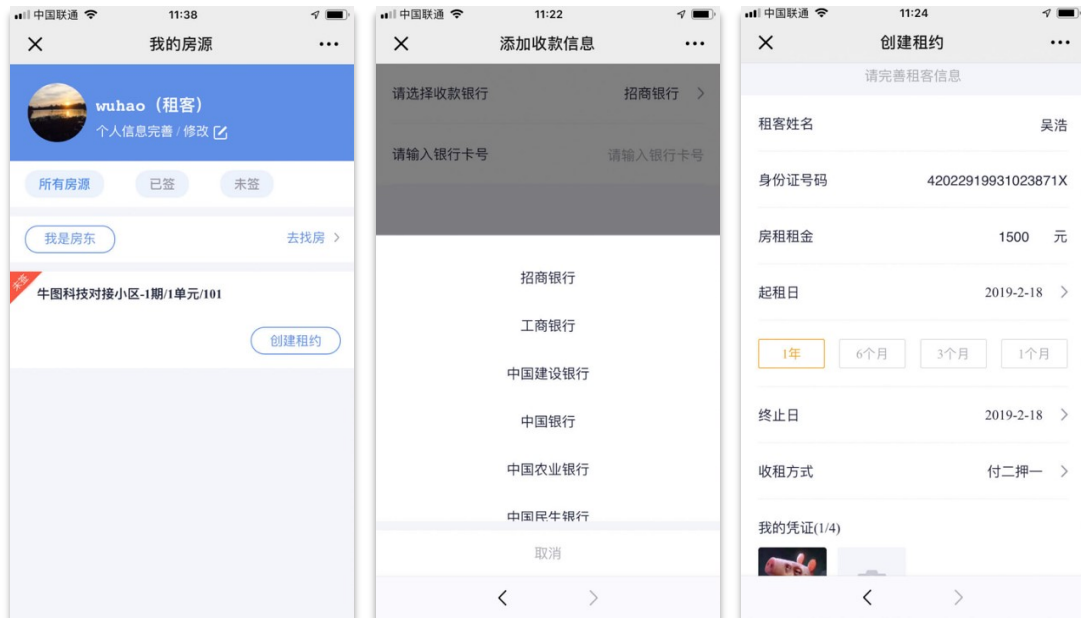 中国联通
11:38
我的房源
wuhao（租客）
个人信息完善 / 修改
所有房源
已签
未签
我是房东
去找房
未签
牛图科技对接小区-1期/1单元/101
创建租约
中国联通
11:22
添加收款信息
请选择收款银行
招商银行
请输入银行卡号
请输入银行卡号
招商银行
工商银行
中国建设银行
中国银行
中国农业银行
中国民生银行
取消
中国联通
11:24
创建租约
请完善租客信息
租客姓名
吴浩
身份证号码
42022919931023871X
房租租金
1500 元
起租日
2019-2-18
1年
6个月
3个月
1个月
终止日
2019-2-18
收租方式
付二押一
我的凭证(1/4)